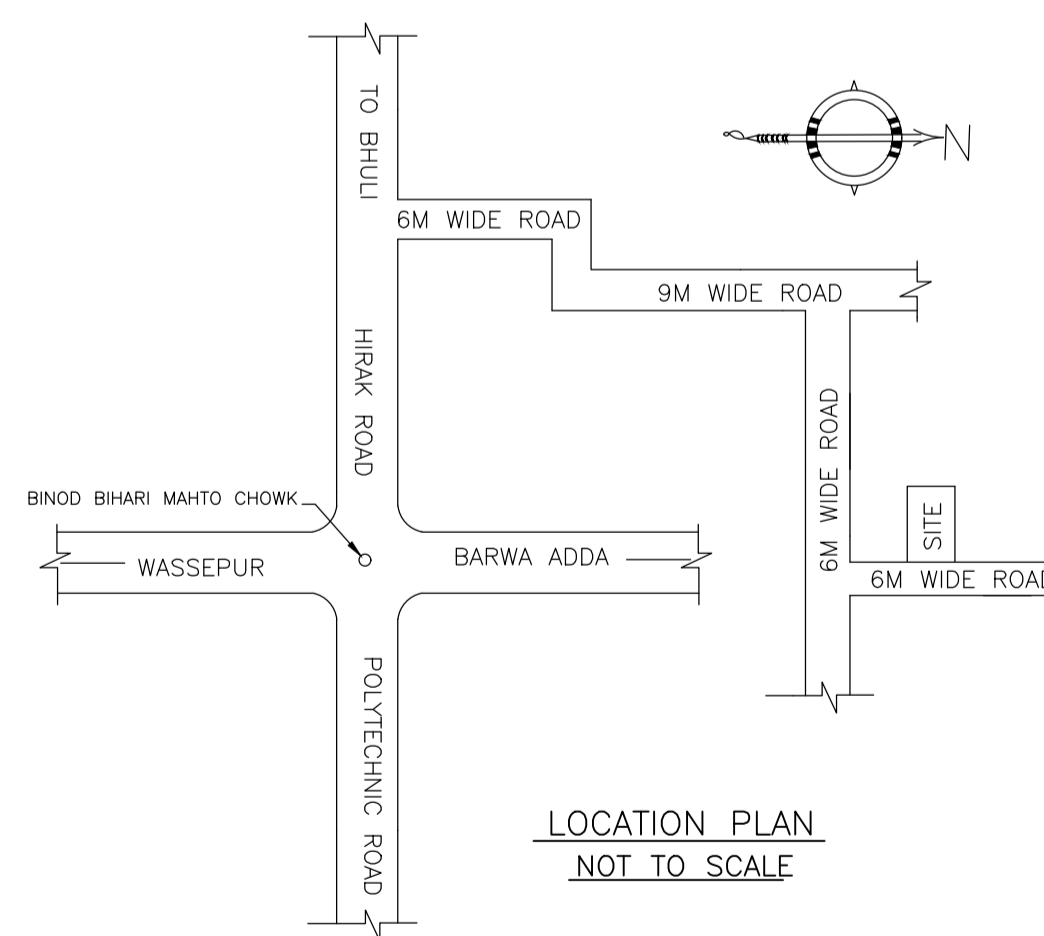 TO BHULI
N
6M WIDE ROAD
9M WIDE ROAD
HIRAK ROAD
6M WIDE ROAD
BINOD BIHARI MAHTO CHOWK
SITE
WASSEPUR
BARWA ADDA
6M WIDE ROAD
POLYTECHNIC ROAD
LOCATION PLAN
NOT TO SCALE